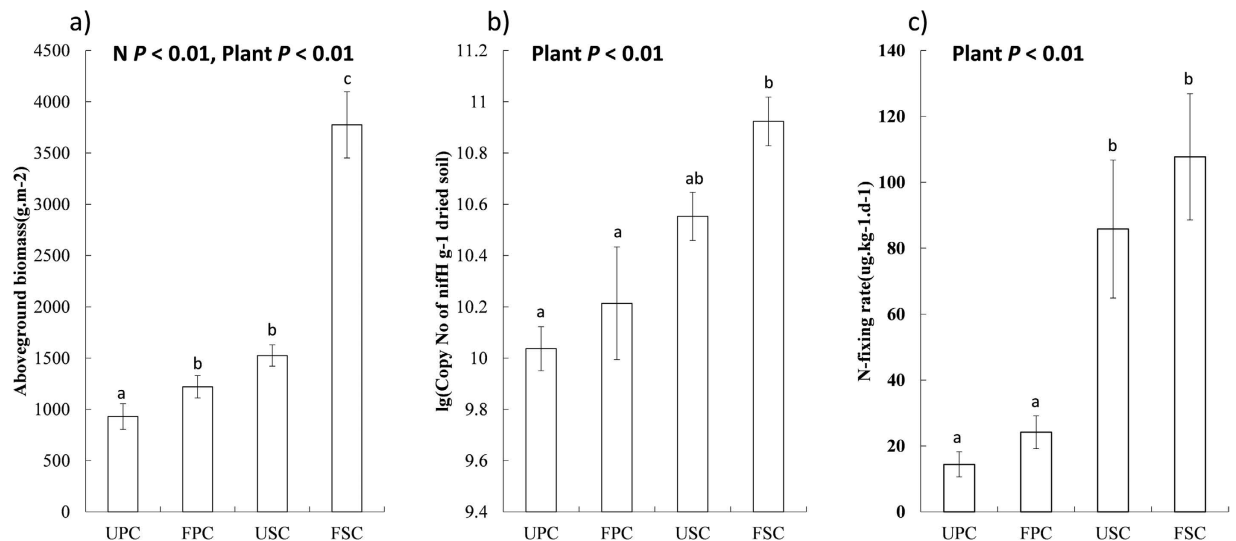 a)
N P < 0.01, Plant P < 0.01
Aboveground biomass(g.m-2)
4500
4000
3500
3000
2500
2000
1500
1000
500
0
a
b
b
c
UPC FPC USC FSC
b)
Plant P < 0.01
lg(Copy No of nifH g-1 dried soil)
11.2
11
10.8
10.6
10.4
10.2
10
9.8
9.6
9.4
a
a
ab
b
UPC FPC USC FSC
c)
Plant P < 0.01
N-fixing rate(ug.kg-1.d-1)
140
120
100
80
60
40
20
0
a
a
b
b
UPC FPC USC FSC